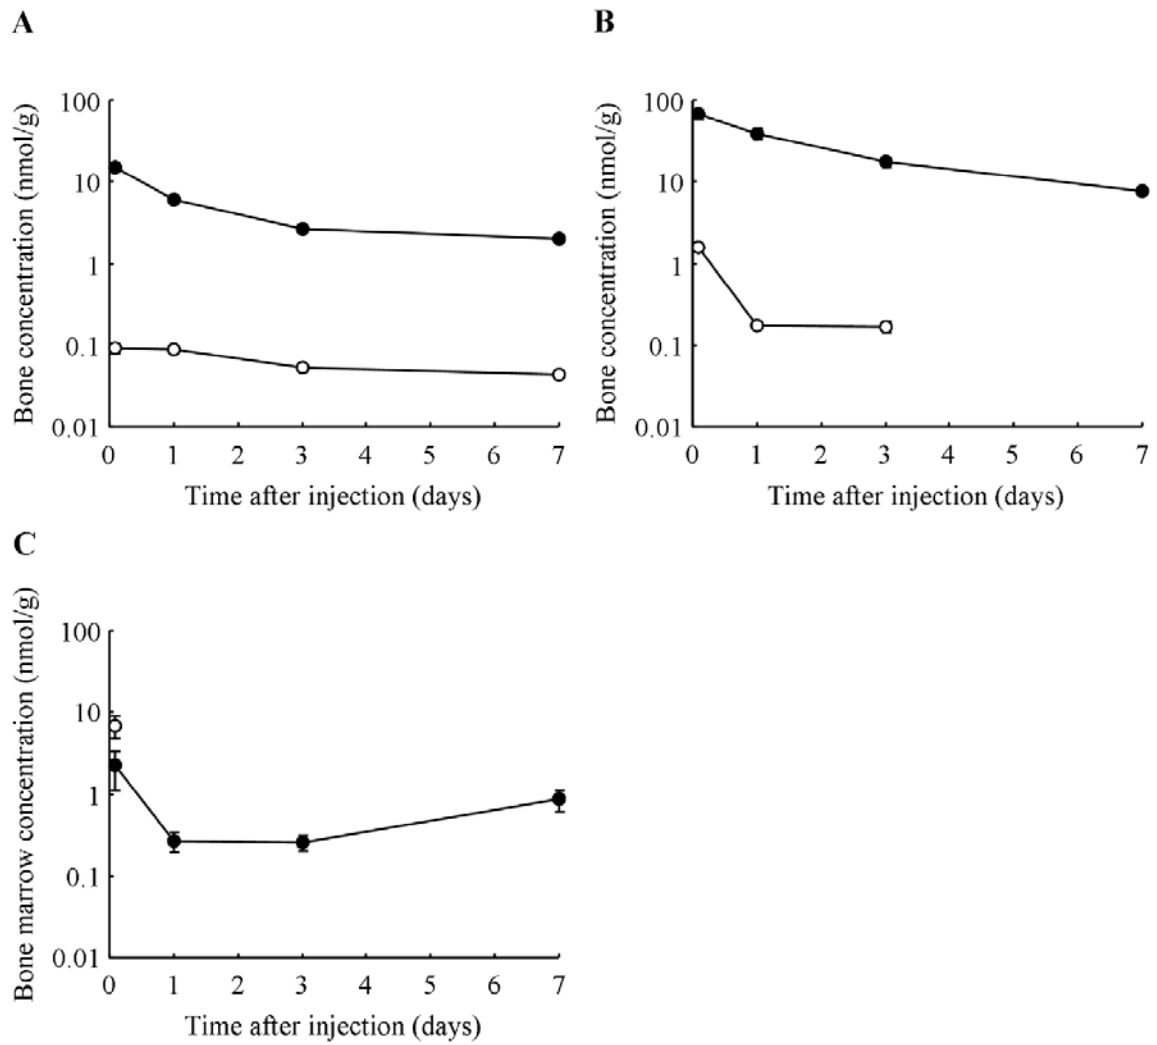 A
Bone concentration (nmol/g)
100
10
1
0.1
0.01
0 1 2 3 4 5 6 7
Time after injection (days)
B
Bone concentration (nmol/g)
100
10
1
0.1
0.01
0 1 2 3 4 5 6 7
Time after injection (days)
C
Bone marrow concentration (nmol/g)
100
10
1
0.1
0.01
0 1 2 3 4 5 6 7
Time after injection (days)